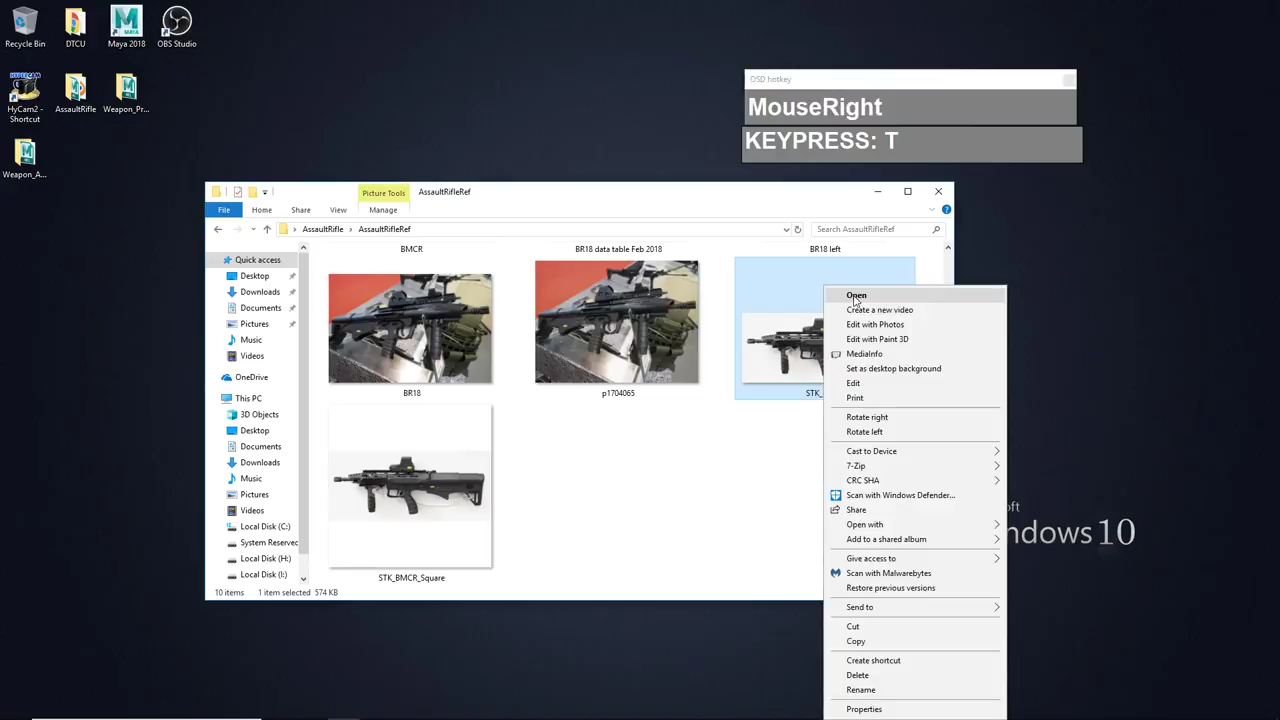 Recycle Bin
DTCU
Maya 2018
OBS Studio
HyCam2 -
Shortcut
AssaultRifle
Weapon_Pr...
Weapon_A...
OSD hotkey
MouseRight
KEYPRESS: T
Picture Tools
AssaultRifleRef
File
Home
Share
View
Manage
AssaultRifle
AssaultRifleRef
Search AssaultRifleRef
Quick access
Desktop
Downloads
Documents
Pictures
Music
Videos
OneDrive
This PC
3D Objects
Desktop
Documents
Downloads
Music
Pictures
Videos
Local Disk (C:)
System Reserved
Local Disk (H:)
Local Disk (I:)
BMCR
BR18 data table Feb 2018
BR18 left
BR18
p1704065
STK_
STK_BMCR_Square
10 items
1 item selected
574 KB
Open
Create a new video
Edit with Photos
Edit with Paint 3D
MediaInfo
Set as desktop background
Edit
Print
Rotate right
Rotate left
Cast to Device
7-Zip
CRC SHA
Scan with Windows Defender...
Share
Open with
Add to a shared album
Give access to
Scan with Malwarebytes
Restore previous versions
Send to
Cut
Copy
Create shortcut
Delete
Rename
Properties
oft
ndows 10